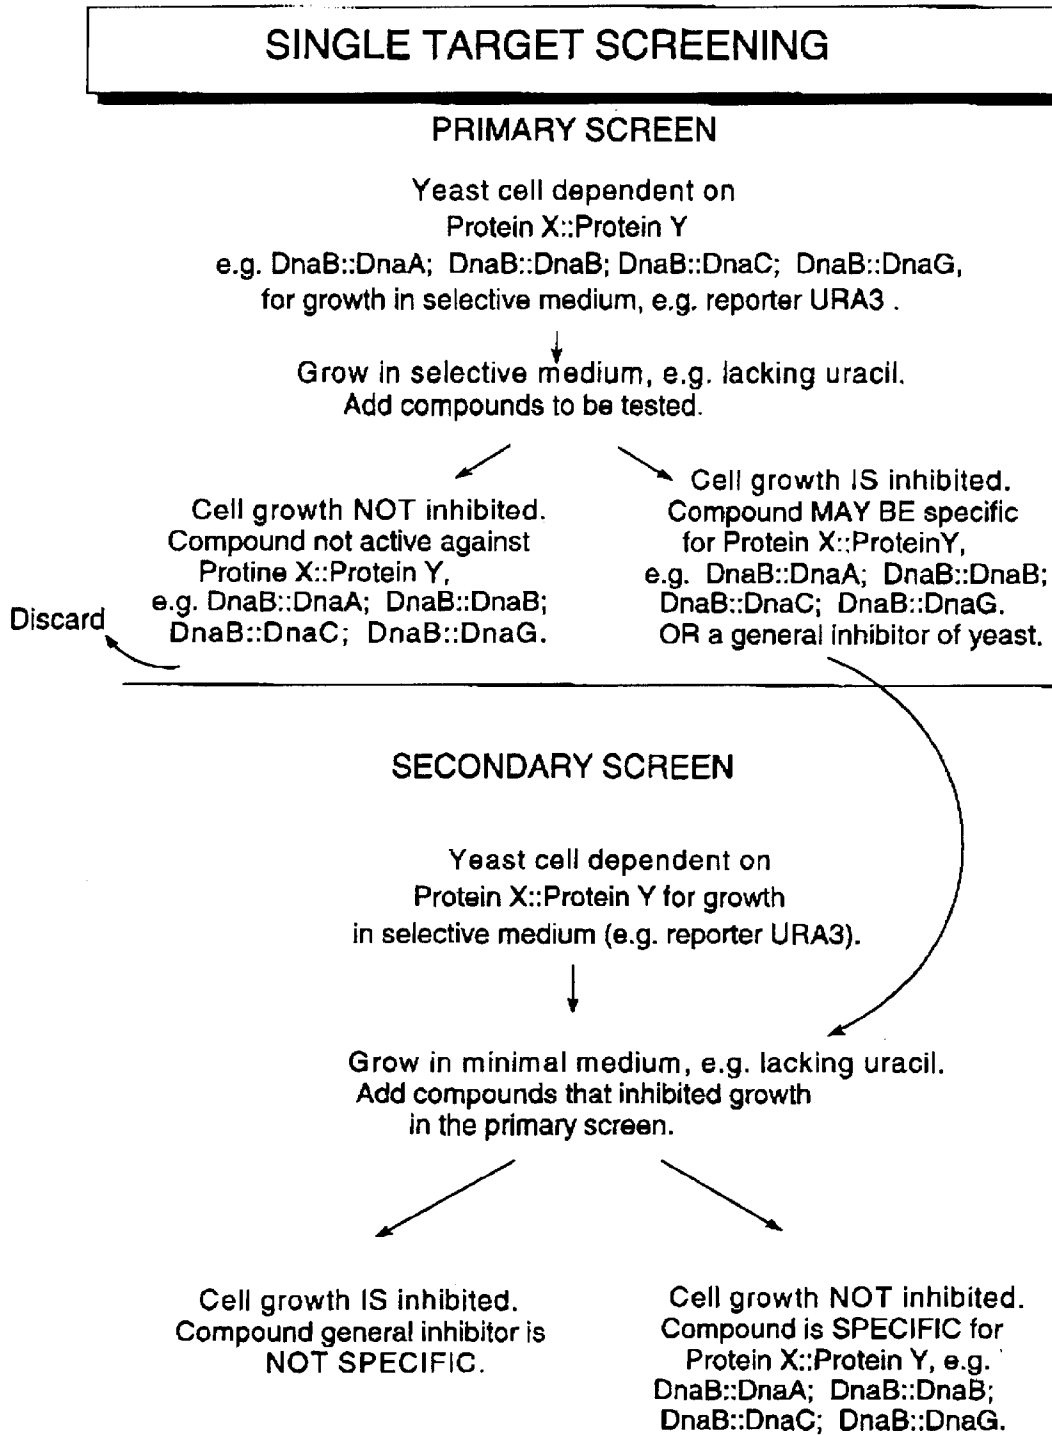 SINGLE TARGET SCREENING
PRIMARY SCREEN
Yeast cell dependent on
Protein X::Protein Y
e.g. DnaB::DnaA; DnaB::DnaB; DnaB::DnaC; DnaB::DnaG,
for growth in selective medium, e.g. reporter URA3 .
Grow in selective medium, e.g. lacking uracil.
Add compounds to be tested.
Cell growth NOT inhibited.
Compound not active against
Protine X::Protein Y,
e.g. DnaB::DnaA; DnaB::DnaB;
DnaB::DnaC; DnaB::DnaG.
Discard
Cell growth IS inhibited.
Compound MAY BE specific
for Protein X::ProteinY,
e.g. DnaB::DnaA; DnaB::DnaB;
DnaB::DnaC; DnaB::DnaG.
OR a general inhibitor of yeast.
SECONDARY SCREEN
Yeast cell dependent on
Protein X::Protein Y for growth
in selective medium (e.g. reporter URA3).
Grow in minimal medium, e.g. lacking uracil.
Add compounds that inhibited growth
in the primary screen.
Cell growth IS inhibited.
Compound general inhibitor is
NOT SPECIFIC.
Cell growth NOT inhibited.
Compound is SPECIFIC for
Protein X::Protein Y, e.g.
DnaB::DnaA; DnaB::DnaB;
DnaB::DnaC; DnaB::DnaG.